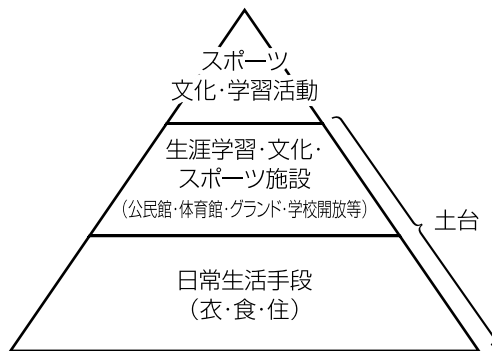 スポーツ
文化・学習活動
生涯学習・文化・
スポーツ施設
（公民館・体育館・グランド・学校開放等）
土台
日常生活手段
（衣・食・住）